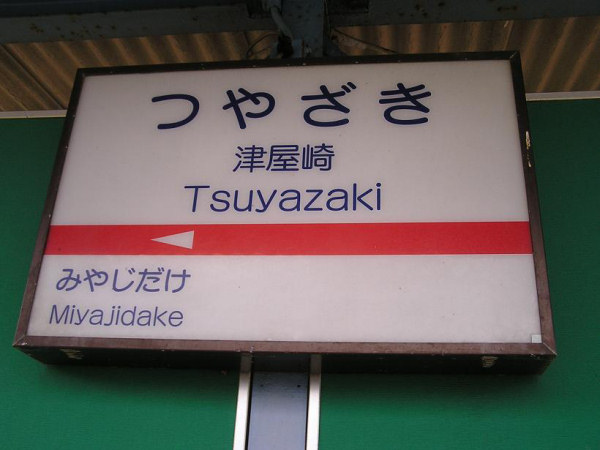 つやざき
津屋崎
Tsuyazaki
みやじだけ
Miyajidake